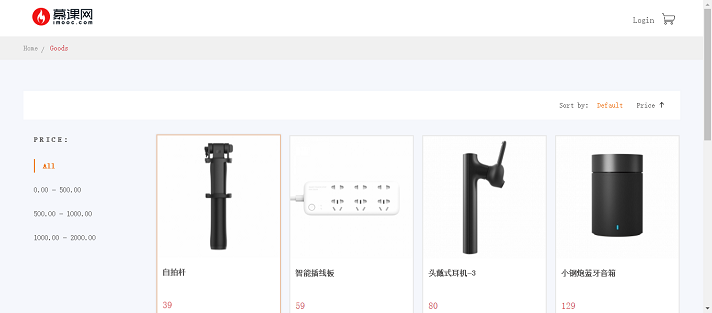 慕课网
imooc.com
Login
Home / Goods
Sort by: Default Price ↑
PRICE:
All
0.00 - 500.00
500.00 - 1000.00
1000.00 - 2000.00
自拍杆
39
智能插线板
59
头戴式耳机-3
80
小钢炮蓝牙音箱
129